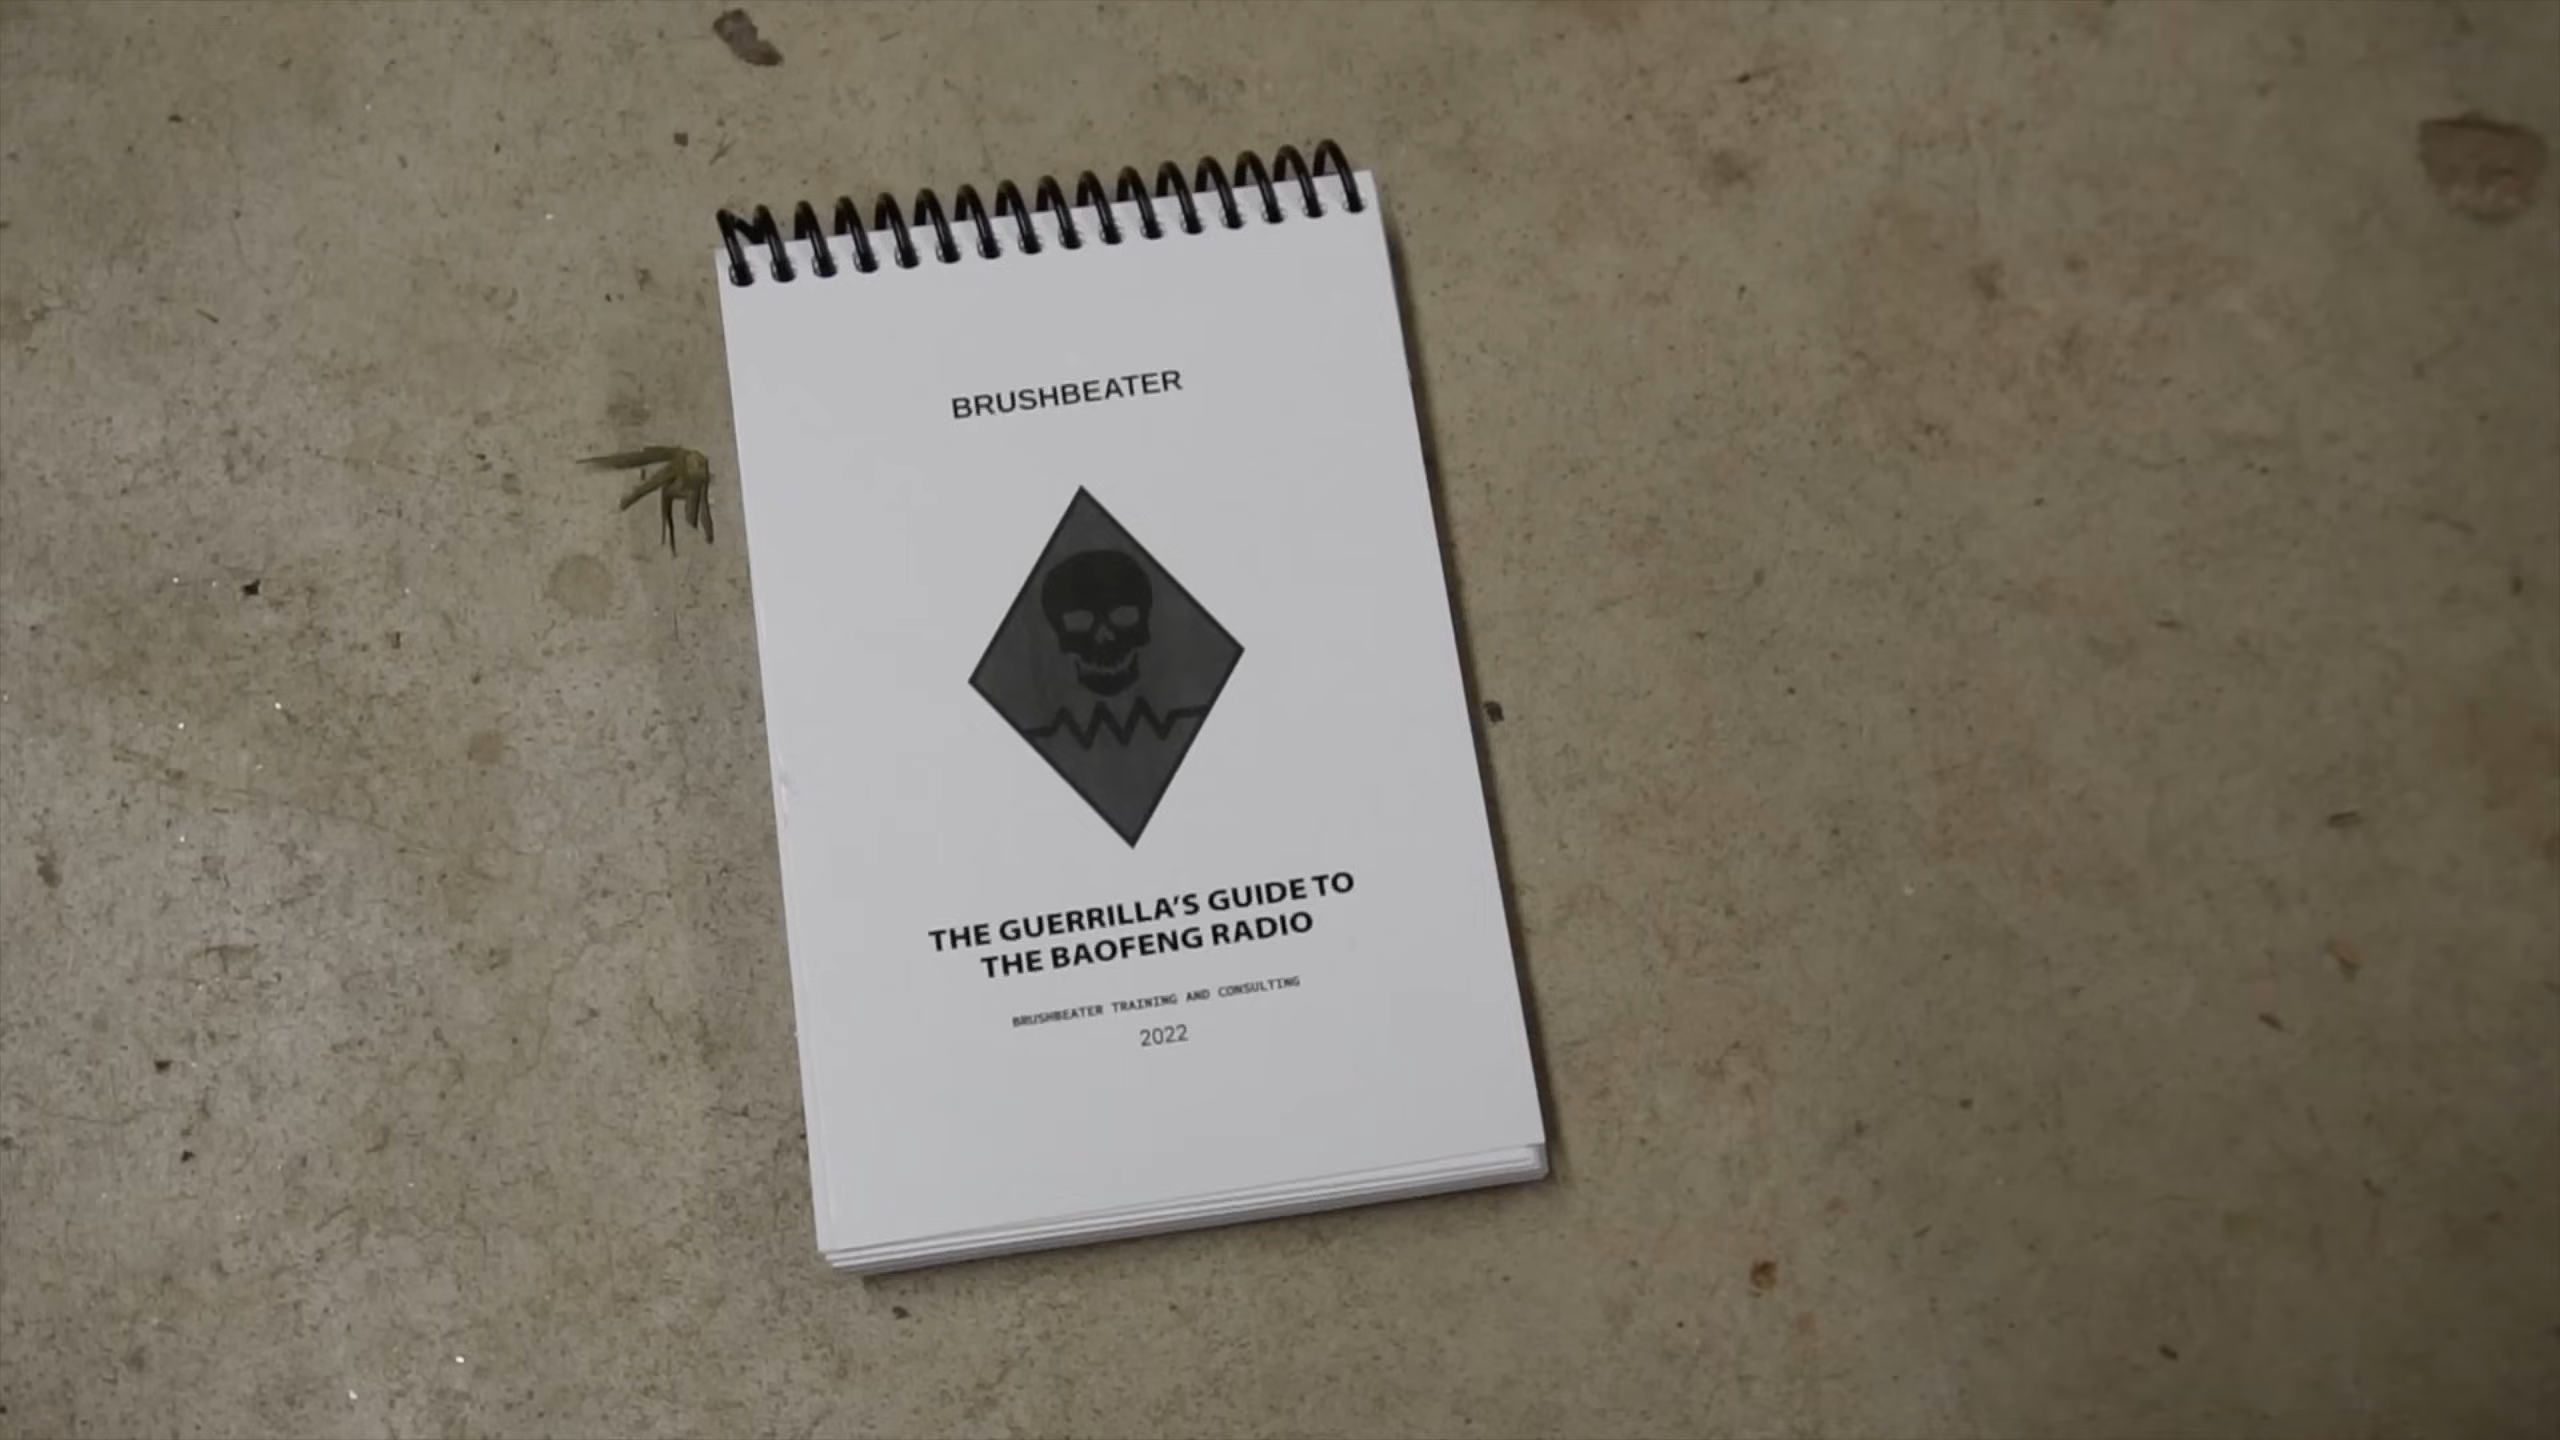 BRUSHBEATER
THE GUERRILLA'S GUIDE TO
THE BAOFENG RADIO
BRUSHBEATER TRAINING AND CONSULTING
2022